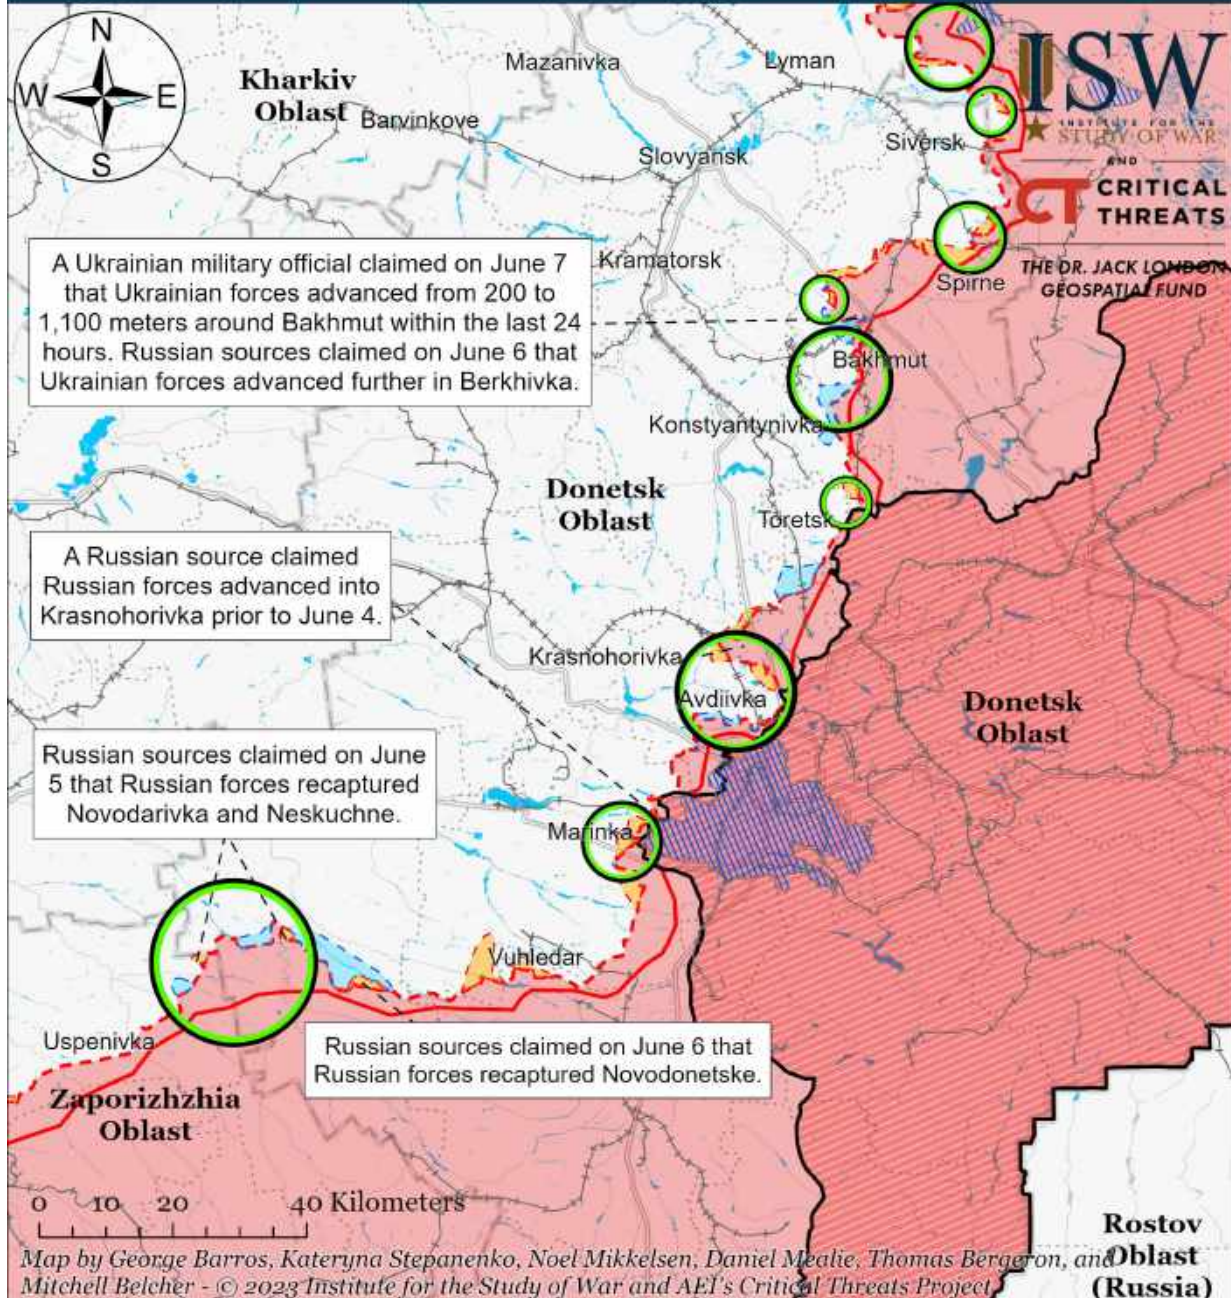 N
W
E
S
Kharkiv
Oblast
Mazanivka
Lyman
Barvinkove
Slovyansk
Siversk
ISW
INSTITUTE FOR THE
STUDY OF WAR
AND
CT CRITICAL
THREATS
THE DR. JACK LONDON
GEOSPATIAL FUND
A Ukrainian military official claimed on June 7
that Ukrainian forces advanced from 200 to
1,100 meters around Bakhmut within the last 24
hours. Russian sources claimed on June 6 that
Ukrainian forces advanced further in Berkhivka.
Kramatorsk
Spirne
Bakhmut
Konstyantynivka
Donetsk
Oblast
Toretsk
A Russian source claimed
Russian forces advanced into
Krasnohorivka prior to June 4.
Krasnohorivka
Avdiivka
Donetsk
Oblast
Russian sources claimed on June
5 that Russian forces recaptured
Novodarivka and Neskuchne.
Marinka
Vuhledar
Uspenivka
Russian sources claimed on June 6 that
Russian forces recaptured Novodonetske.
Zaporizhzhia
Oblast
0 10 20 40 Kilometers
Rostov
Oblast
(Russia)
Map by George Barros, Kateryna Stepanenko, Noel Mikkelsen, Daniel Mealie, Thomas Bergeron, and
Mitchell Belcher - © 2023 Institute for the Study of War and AEI's Critical Threats Project